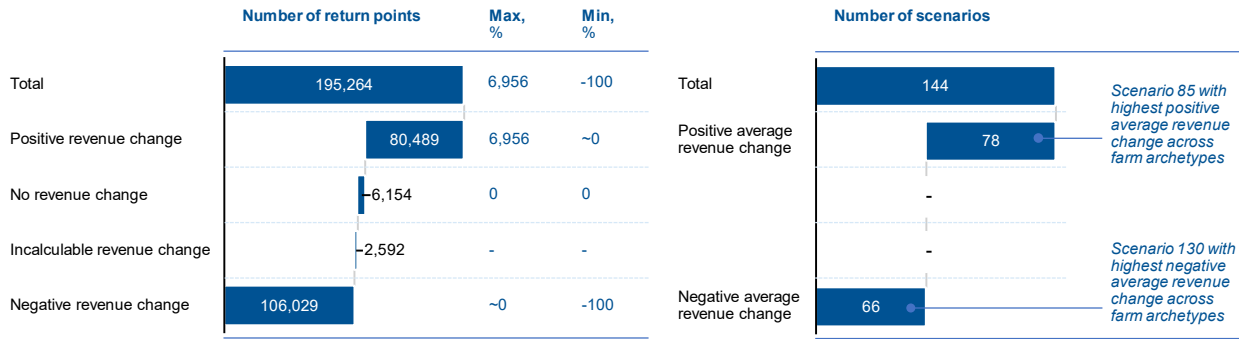 Number of return points
Max,
%
Min,
%
Total
195,264
6,956
-100
Positive revenue change
80,489
6,956
~0
No revenue change
6,154
0
0
Incalculable revenue change
2,592
-
-
Negative revenue change
106,029
~0
-100
Number of scenarios
Total
144
Positive average
revenue change
78
-
-
Negative average
revenue change
66
Scenario 85 with
highest positive
average revenue
change across
farm archetypes
Scenario 130 with
highest negative
average revenue
change across
farm archetypes